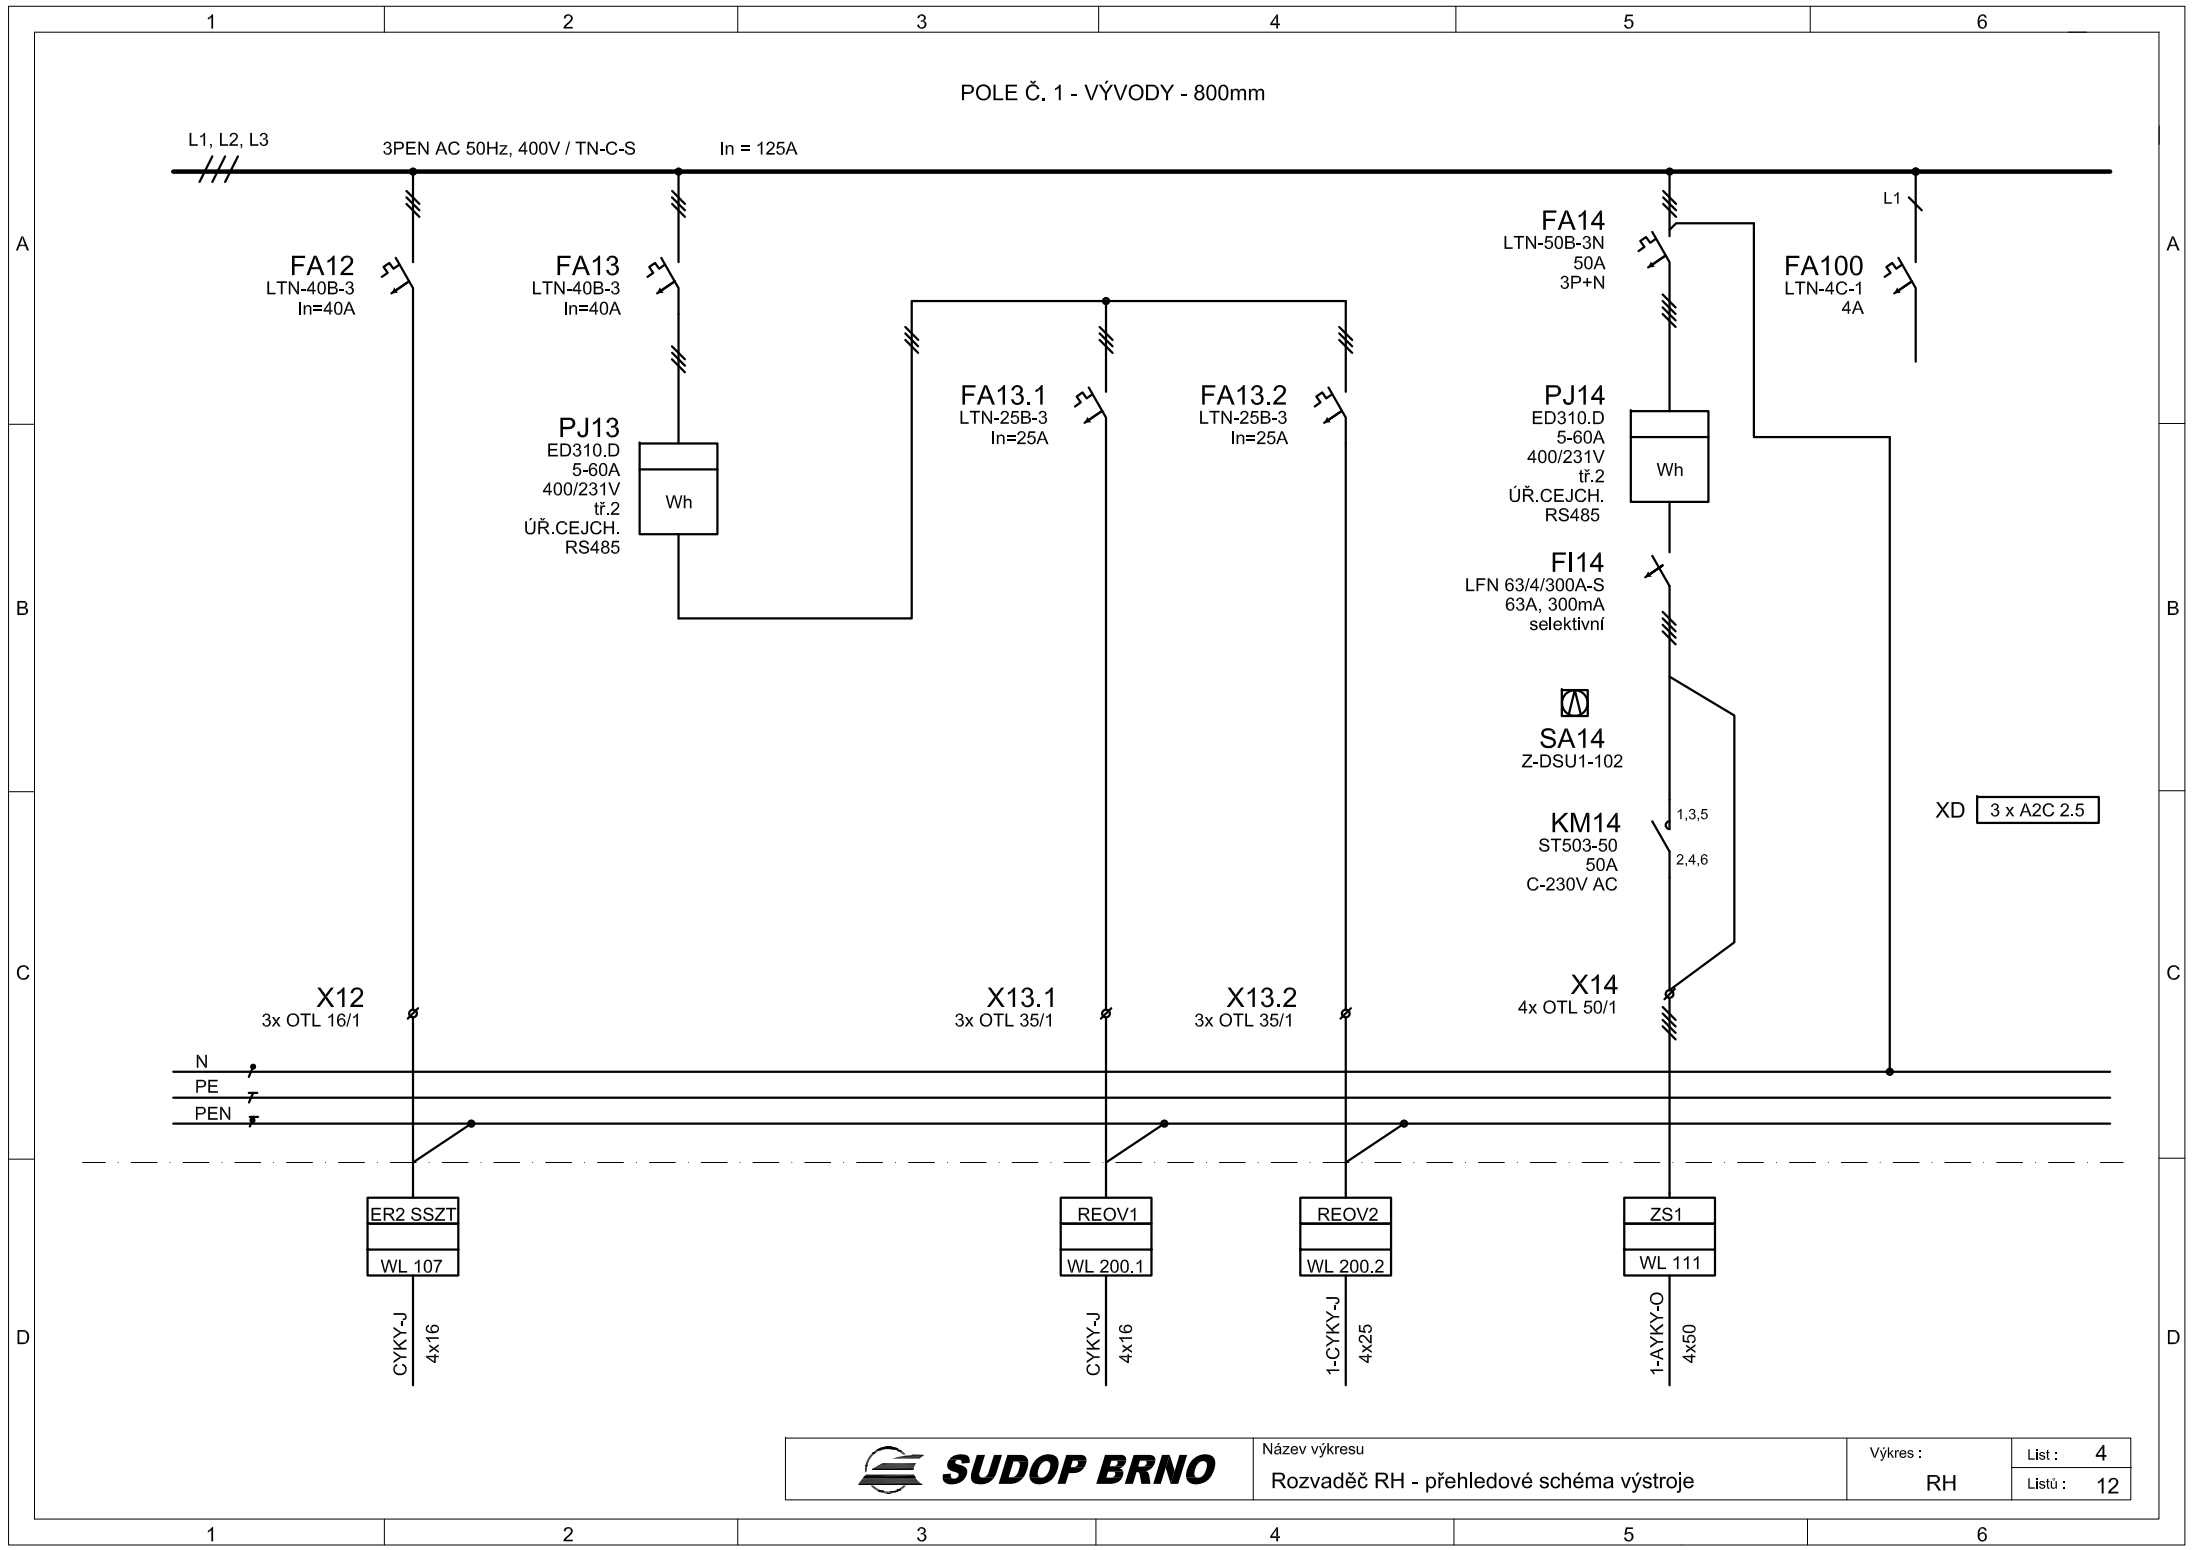 1 2 3 4 5 6
POLE Č. 1 - VÝVODY - 800mm
L1, L2, L3
3PEN AC 50Hz, 400V / TN-C-S
In = 125A
A
A
FA12
LTN-40B-3
In=40A
FA13
LTN-40B-3
In=40A
FA14
LTN-50B-3N
50A
3P+N
L1
FA100
LTN-4C-1
4A
PJ13
ED310.D
5-60A
400/231V
tř.2
ÚŘ.CEJCH.
RS485
Wh
FA13.1
LTN-25B-3
In=25A
FA13.2
LTN-25B-3
In=25A
PJ14
ED310.D
5-60A
400/231V
tř.2
ÚŘ.CEJCH.
RS485
Wh
B
B
FI14
LFN 63/4/300A-S
63A, 300mA
selektivní
SA14
Z-DSU1-102
KM14
ST503-50
50A
C-230V AC
1,3,5
2,4,6
XD
3 x A2C 2.5
C
C
X12
3x OTL 16/1
X13.1
3x OTL 35/1
X13.2
3x OTL 35/1
X14
4x OTL 50/1
N
PE
PEN
ER2 SSZT
WL 107
CYKY-J
4x16
REOV1
WL 200.1
CYKY-J
4x16
REOV2
WL 200.2
1-CYKY-J
4x25
ZS1
WL 111
1-AYKY-O
4x50
D
D
SUDOP BRNO
Název výkresu
Rozvaděč RH - přehledové schéma výstroje
Výkres :
RH
List : 4
Listů : 12
1 2 3 4 5 6